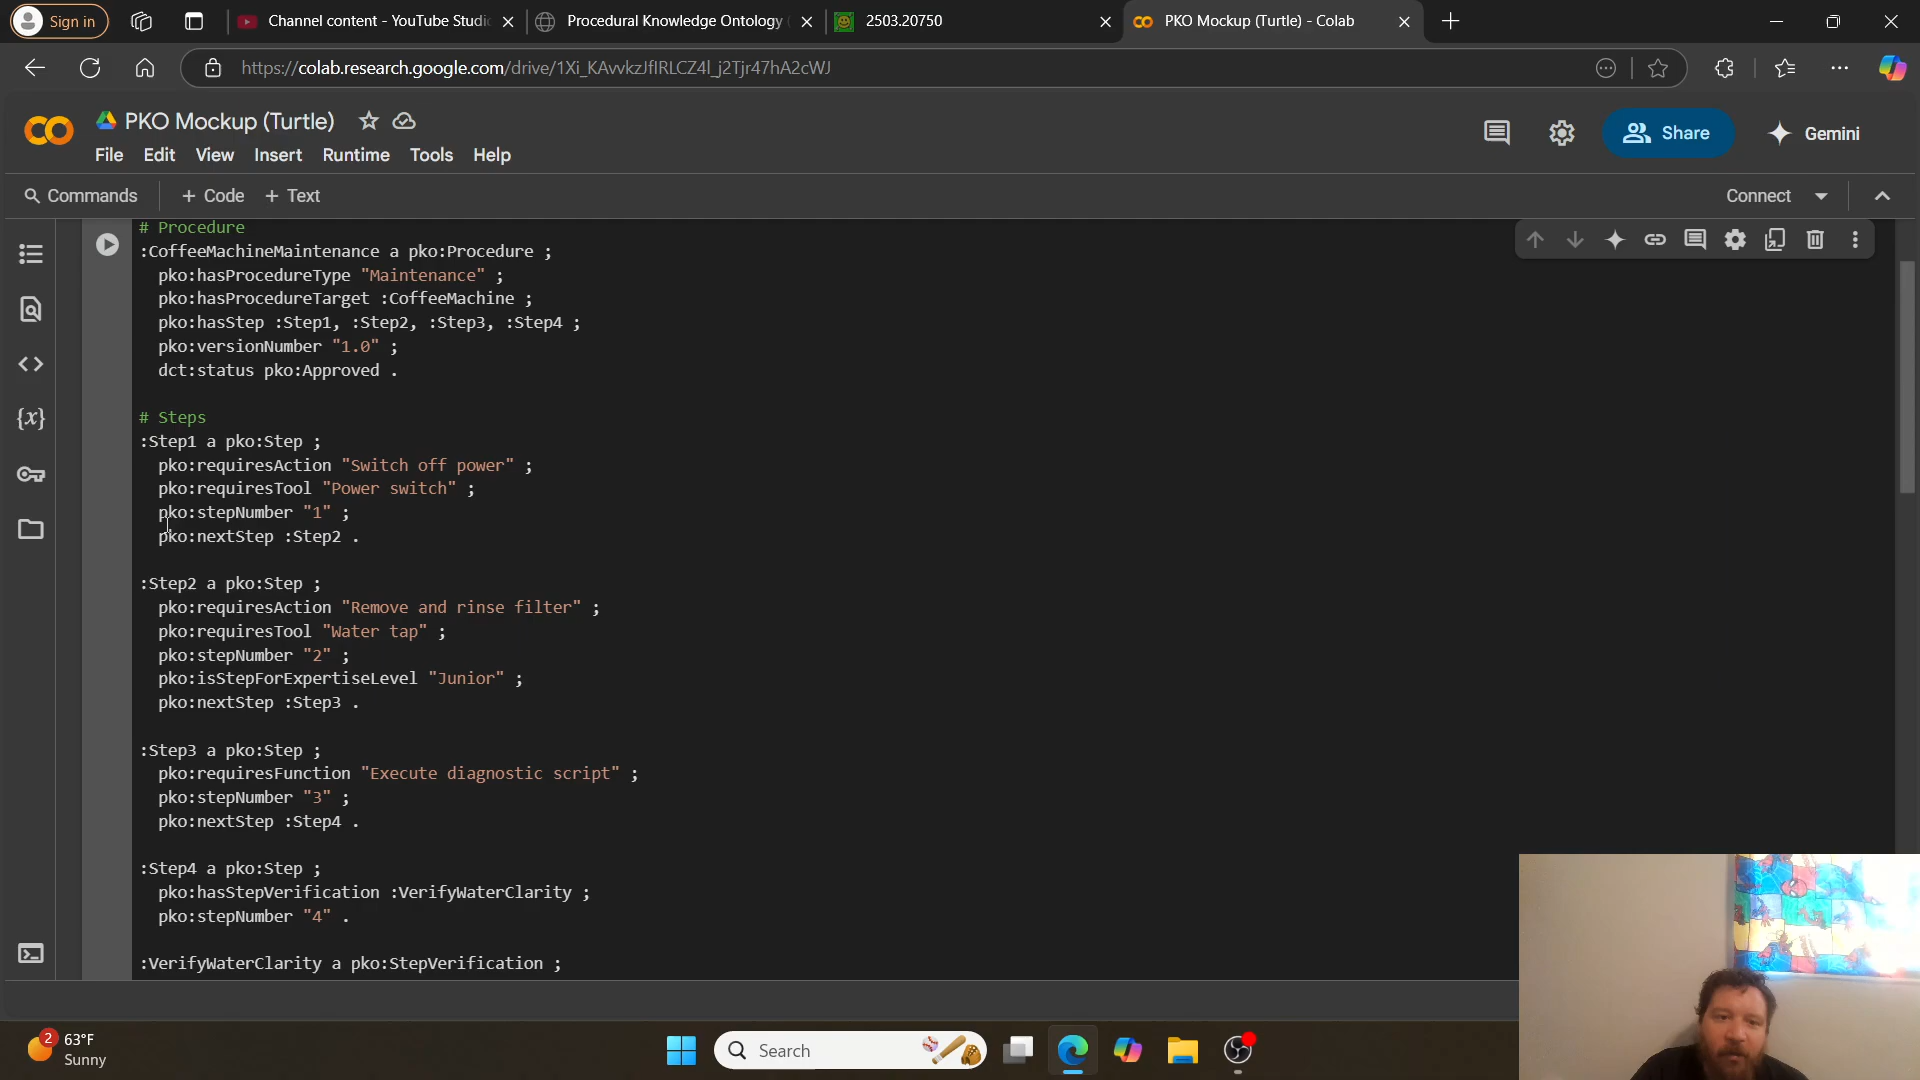 Sign in
Channel content - YouTube Studi
Procedural Knowledge Ontology
2503.20750
PKO Mockup (Turtle) - Colab
https://colab.research.google.com/drive/1Xi_KAvvkzJfIRLCZ4l_j2Tjr47hA2cWJ
PKO Mockup (Turtle)
File Edit View Insert Runtime Tools Help
Share
Gemini
Commands
+ Code + Text
Connect
# Procedure
:CoffeeMachineMaintenance a pko:Procedure ;
pko:hasProcedureType "Maintenance" ;
pko:hasProcedureTarget :CoffeeMachine ;
pko:hasStep :Step1, :Step2, :Step3, :Step4 ;
pko:versionNumber "1.0" ;
dct:status pko:Approved .
# Steps
:Step1 a pko:Step ;
pko:requiresAction "Switch off power" ;
pko:requiresTool "Power switch" ;
pko:stepNumber "1" ;
pko:nextStep :Step2 .
:Step2 a pko:Step ;
pko:requiresAction "Remove and rinse filter" ;
pko:requiresTool "Water tap" ;
pko:stepNumber "2" ;
pko:isStepForExpertiseLevel "Junior" ;
pko:nextStep :Step3 .
:Step3 a pko:Step ;
pko:requiresFunction "Execute diagnostic script" ;
pko:stepNumber "3" ;
pko:nextStep :Step4 .
:Step4 a pko:Step ;
pko:hasStepVerification :VerifyWaterClarity ;
pko:stepNumber "4" .
:VerifyWaterClarity a pko:StepVerification ;
2
63°F
Sunny
Search